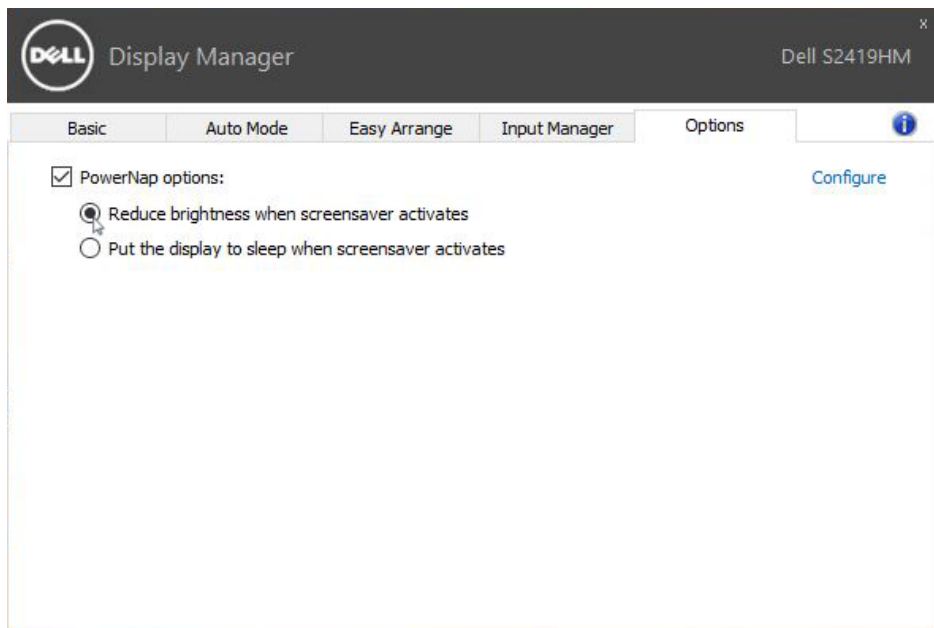 DELL Display Manager
x
Dell S2419HM
Basic Auto Mode Easy Arrange Input Manager Options i
PowerNap options: Configure
Reduce brightness when screensaver activates
Put the display to sleep when screensaver activates